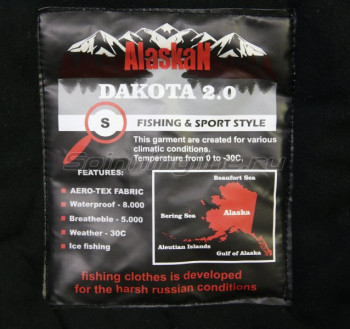 AlaskaN
DAKOTA 2.0
S
FISHING & SPORT STYLE
This garment are created for various
climatic conditions.
Temperature from 0 to -30C.
FEATURES:
AERO-TEX FABRIC
Waterproof - 8.000
Breatheble - 5.000
Weather - 30C
Ice fishing
Beaufort Sea
Bering Sea
Alaska
Aleutian Islands
Gulf of Alaska
fishing clothes is developed
for the harsh russian conditions